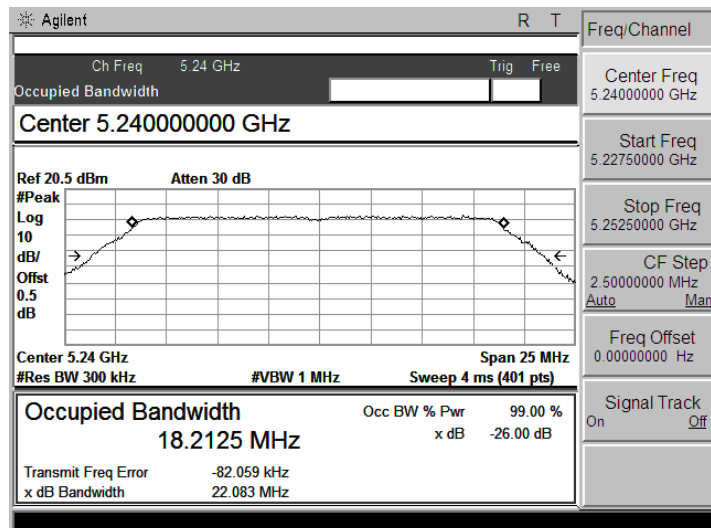 Agilent R T
Ch Freq 5.24 GHz Trig Free
Occupied Bandwidth
Center 5.240000000 GHz
Ref 20.5 dBm Atten 30 dB
#Peak
Log
10
dB/
Offst
0.5
dB
Center 5.24 GHz Span 25 MHz
#Res BW 300 kHz #VBW 1 MHz Sweep 4 ms (401 pts)
Occupied Bandwidth Occ BW % Pwr 99.00 %
18.2125 MHz x dB -26.00 dB
Transmit Freq Error -82.059 kHz
x dB Bandwidth 22.083 MHz
Freq/Channel
Center Freq
5.24000000 GHz
Start Freq
5.22750000 GHz
Stop Freq
5.25250000 GHz
CF Step
2.50000000 MHz
Auto Man
Freq Offset
0.00000000 Hz
Signal Track
On Off